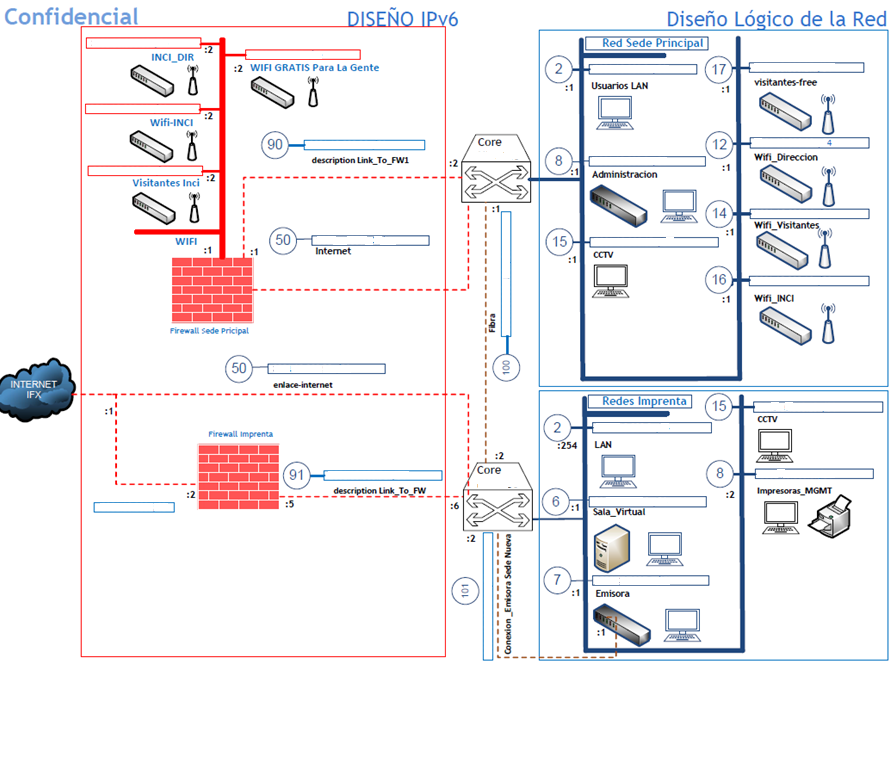 Confidencial
DISEÑO IPv6
Diseño Lógico de la Red
:2
INCI_DIR
:2
WIFI GRATIS Para La Gente
:2
Wifi-INCI
:2
Visitantes Inci
WIFI
:1
:1
Firewall Sede Pricipal
90
description Link_To_FW1
50
Internet
:2
Core
:1
Fibra
100
Red Sede Principal
2
:1
Usuarios LAN
8
:1
Administracion
15
:1
CCTV
17
:1
visitantes-free
12
4
:1
Wifi_Direccion
14
:1
Wifi_Visitantes
16
:1
Wifi_INCI
50
enlace-internet
INTERNET
IFX
:1
Firewall Imprenta
:2
:5
91
description Link_To_FW
:2
Core
:6
:2
101
Conexion _Emisora Sede Nueva
Redes Imprenta
2
:254
LAN
6
:1
Sala_Virtual
7
:1
Emisora
:1
15
CCTV
8
:2
Impresoras_MGMT